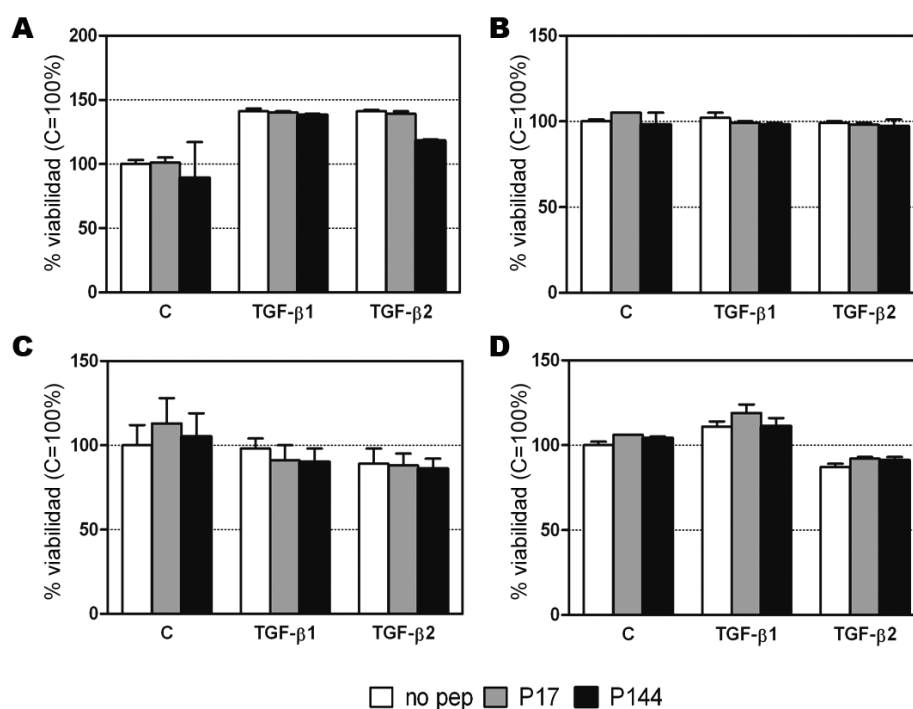 A
% viabilidad (C=100%)
200
150
100
50
0
C
TGF-β1
TGF-β2
B
% viabilidad (C=100%)
150
100
50
0
C
TGF-β1
TGF-β2
C
% viabilidad (C=100%)
150
100
50
0
C
TGF-β1
TGF-β2
D
% viabilidad (C=100%)
150
100
50
0
C
TGF-β1
TGF-β2
no pep P17 P144